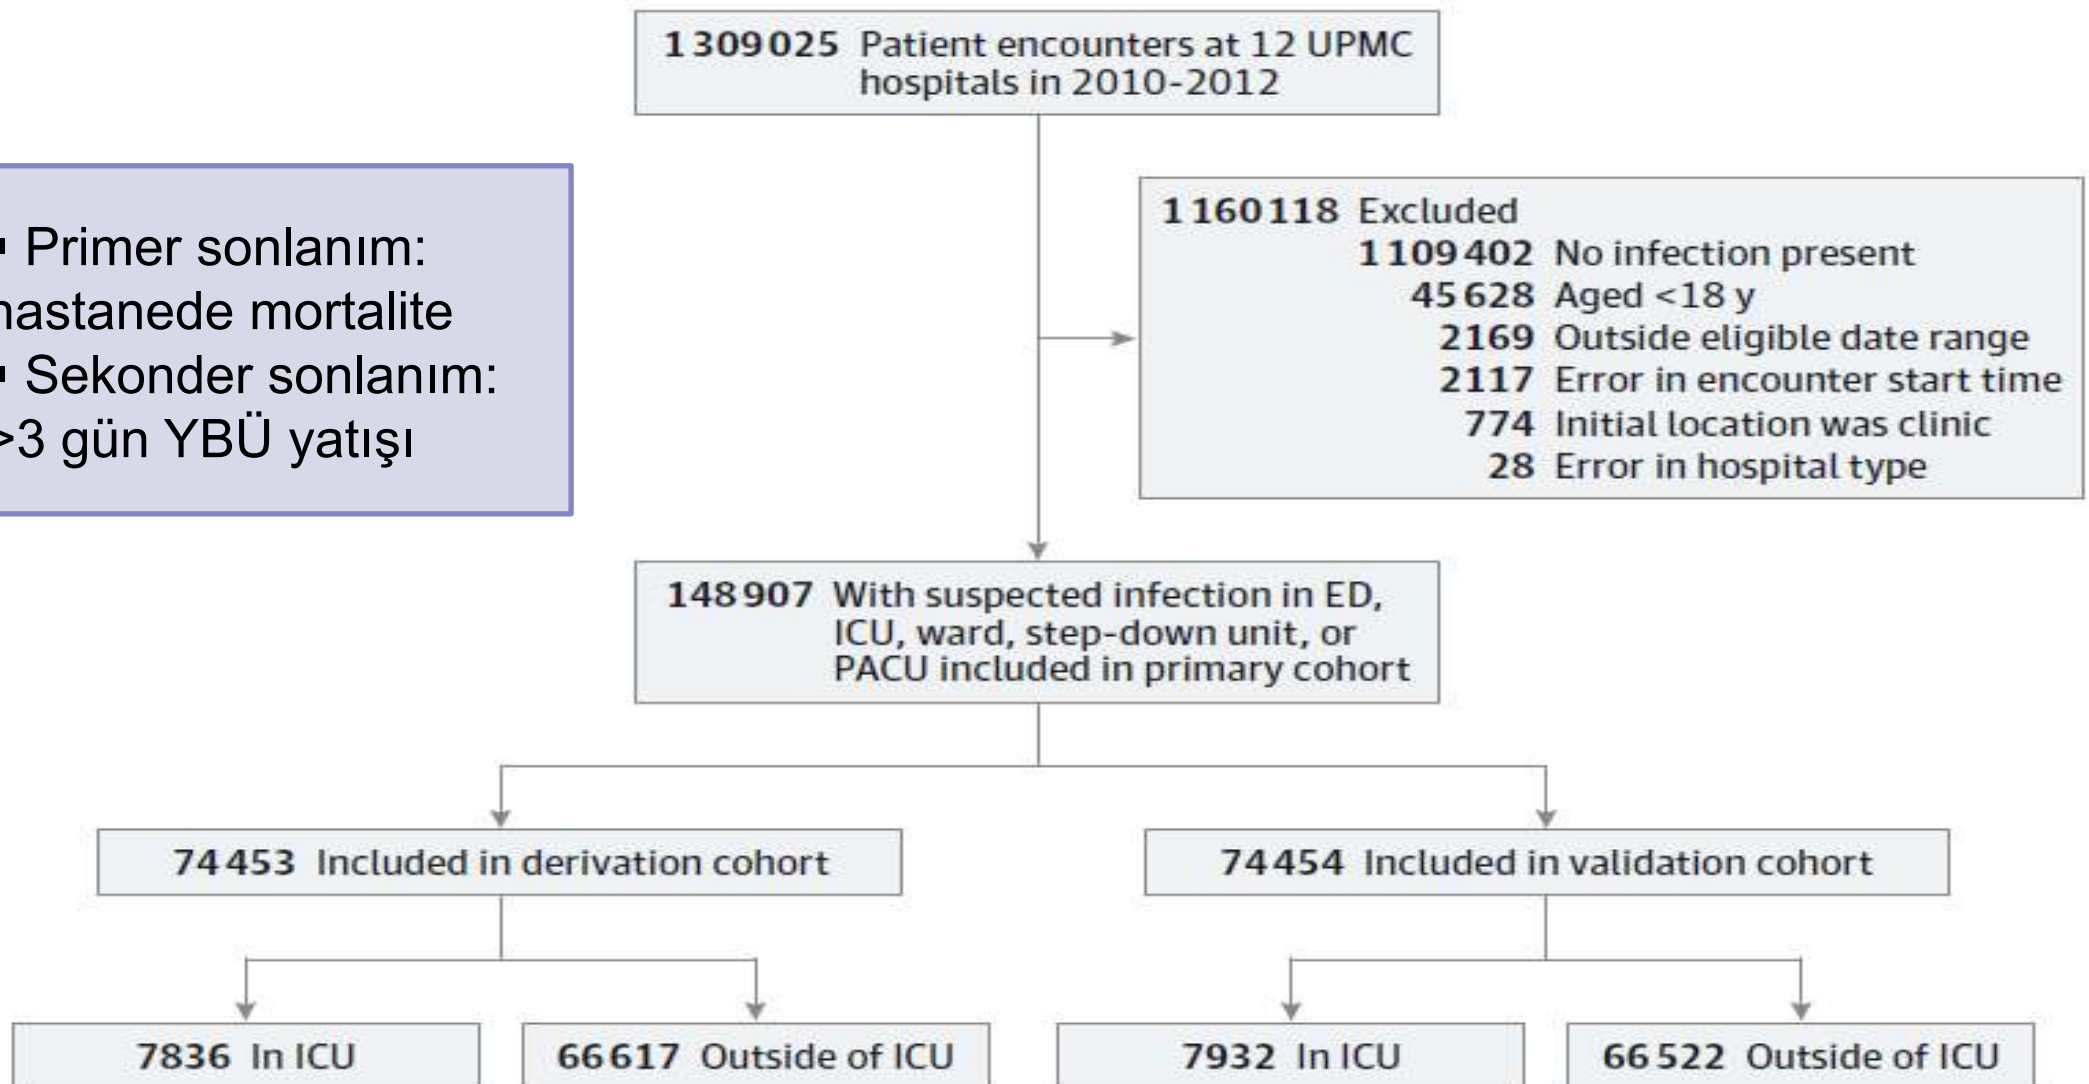 1309025 Patient encounters at 12 UPMC
hospitals in 2010-2012
▪ Primer sonlanım:
hastanede mortalite
▪ Sekonder sonlanım:
>3 gün YBÜ yatışı
1160118 Excluded
1109402 No infection present
45628 Aged <18 y
2169 Outside eligible date range
2117 Error in encounter start time
774 Initial location was clinic
28 Error in hospital type
148907 With suspected infection in ED,
ICU, ward, step-down unit, or
PACU included in primary cohort
74453 Included in derivation cohort
74454 Included in validation cohort
7836 In ICU
66617 Outside of ICU
7932 In ICU
66522 Outside of ICU